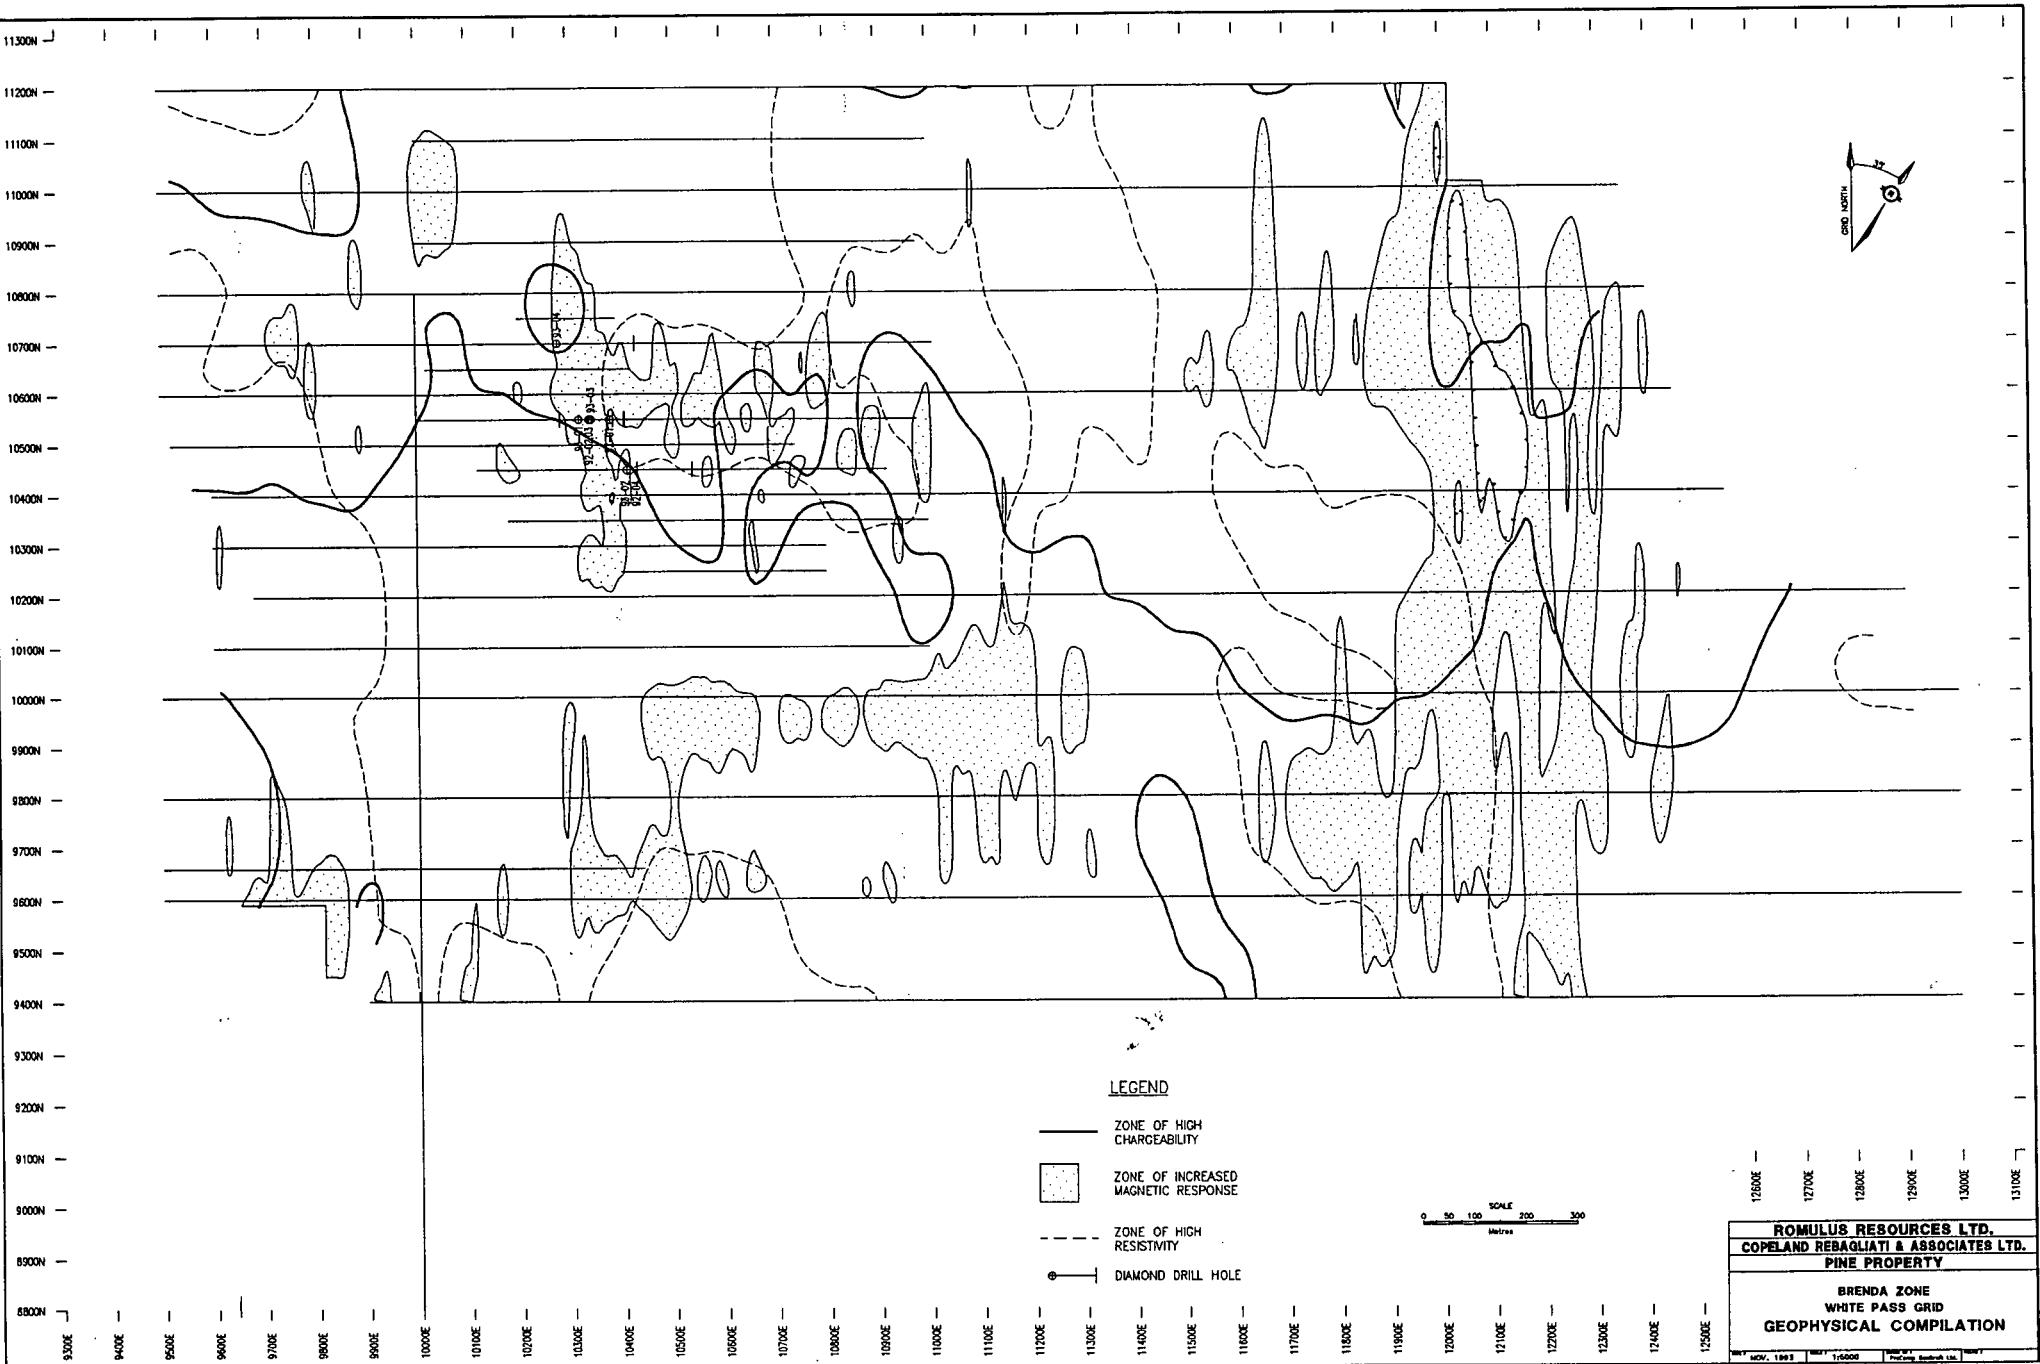 11300N
11200N
11100N
11000N
10900N
10800N
10700N
10600N
10500N
10400N
10300N
10200N
10100N
10000N
9900N
9800N
9700N
9600N
9500N
9400N
9300N
9200N
9100N
9000N
8900N
8800N
93-04
93-03
GRID NORTH
LEGEND
ZONE OF HIGH
CHARGEABILITY
ZONE OF INCREASED
MAGNETIC RESPONSE
ZONE OF HIGH
RESISTIVITY
DIAMOND DRILL HOLE
SCALE
0 50 100 200 300
Metres
9300E 9400E 9500E 9600E 9700E 9800E 9900E 10000E 10100E 10200E 10300E 10400E 10500E 10600E 10700E 10800E 10900E 11000E 11100E 11200E 11300E 11400E 11500E 11600E 11700E 11800E 11900E 12000E 12100E 12200E 12300E 12400E 12500E
12600E 12700E 12800E 12900E 13000E 13100E
ROMULUS RESOURCES LTD.
COPELAND REBAGLIATI & ASSOCIATES LTD.
PINE PROPERTY
BRENDA ZONE
WHITE PASS GRID
GEOPHYSICAL COMPILATION
NOV. 1993 1:5000